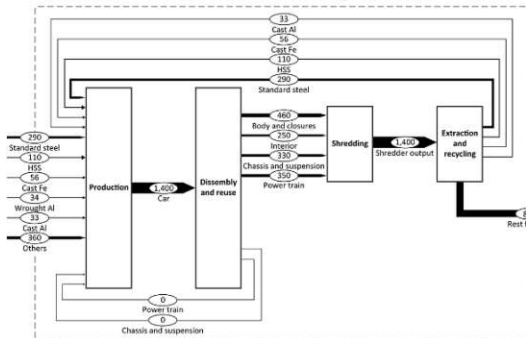 33
Cast Al
56
Cast Fe
110
HSS
290
Standard steel
290
Standard steel
110
HSS
56
Cast Fe
34
Wrought Al
33
Cast Al
360
Others
Production
1,400
Car
Dissembly
and reuse
460
Body and closures
250
Interior
330
Chassis and suspension
350
Power train
Shredding
1,400
Shredder output
Extraction
and
recycling
Rest
0
Power train
0
Chassis and suspension